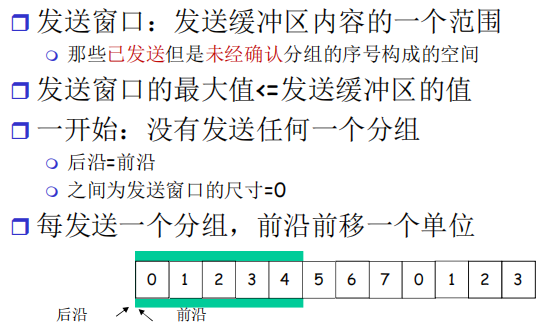 发送窗口：发送缓冲区内容的一个范围
那些已发送但是未经确认分组的序号构成的空间
发送窗口的最大值<=发送缓冲区的值
一开始：没有发送任何一个分组
后沿=前沿
之间为发送窗口的尺寸=0
每发送一个分组，前沿前移一个单位
0 1 2 3 4 5 6 7 0 1 2 3
后沿 前沿